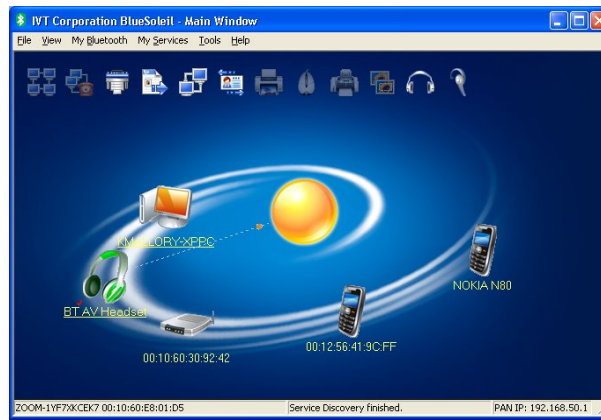 IVT Corporation BlueSoleil - Main Window
File View My Bluetooth My Services Tools Help
KMALLORY-XPPC
BT AV Headset
NOKIA N80
00:12:56:41:9C:FF
00:10:60:30:92:42
ZOOM-1YF7XKCEK7 00:10:60:E8:01:D5 Service Discovery finished. PAN IP: 192.168.50.1